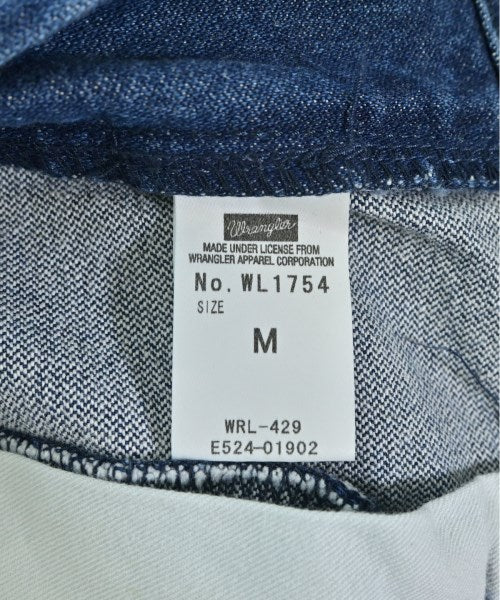 Wrangler
MADE UNDER LICENSE FROM
WRANGLER APPAREL CORPORATION
No. WL1754
SIZE
M
WRL-429
E524-01902